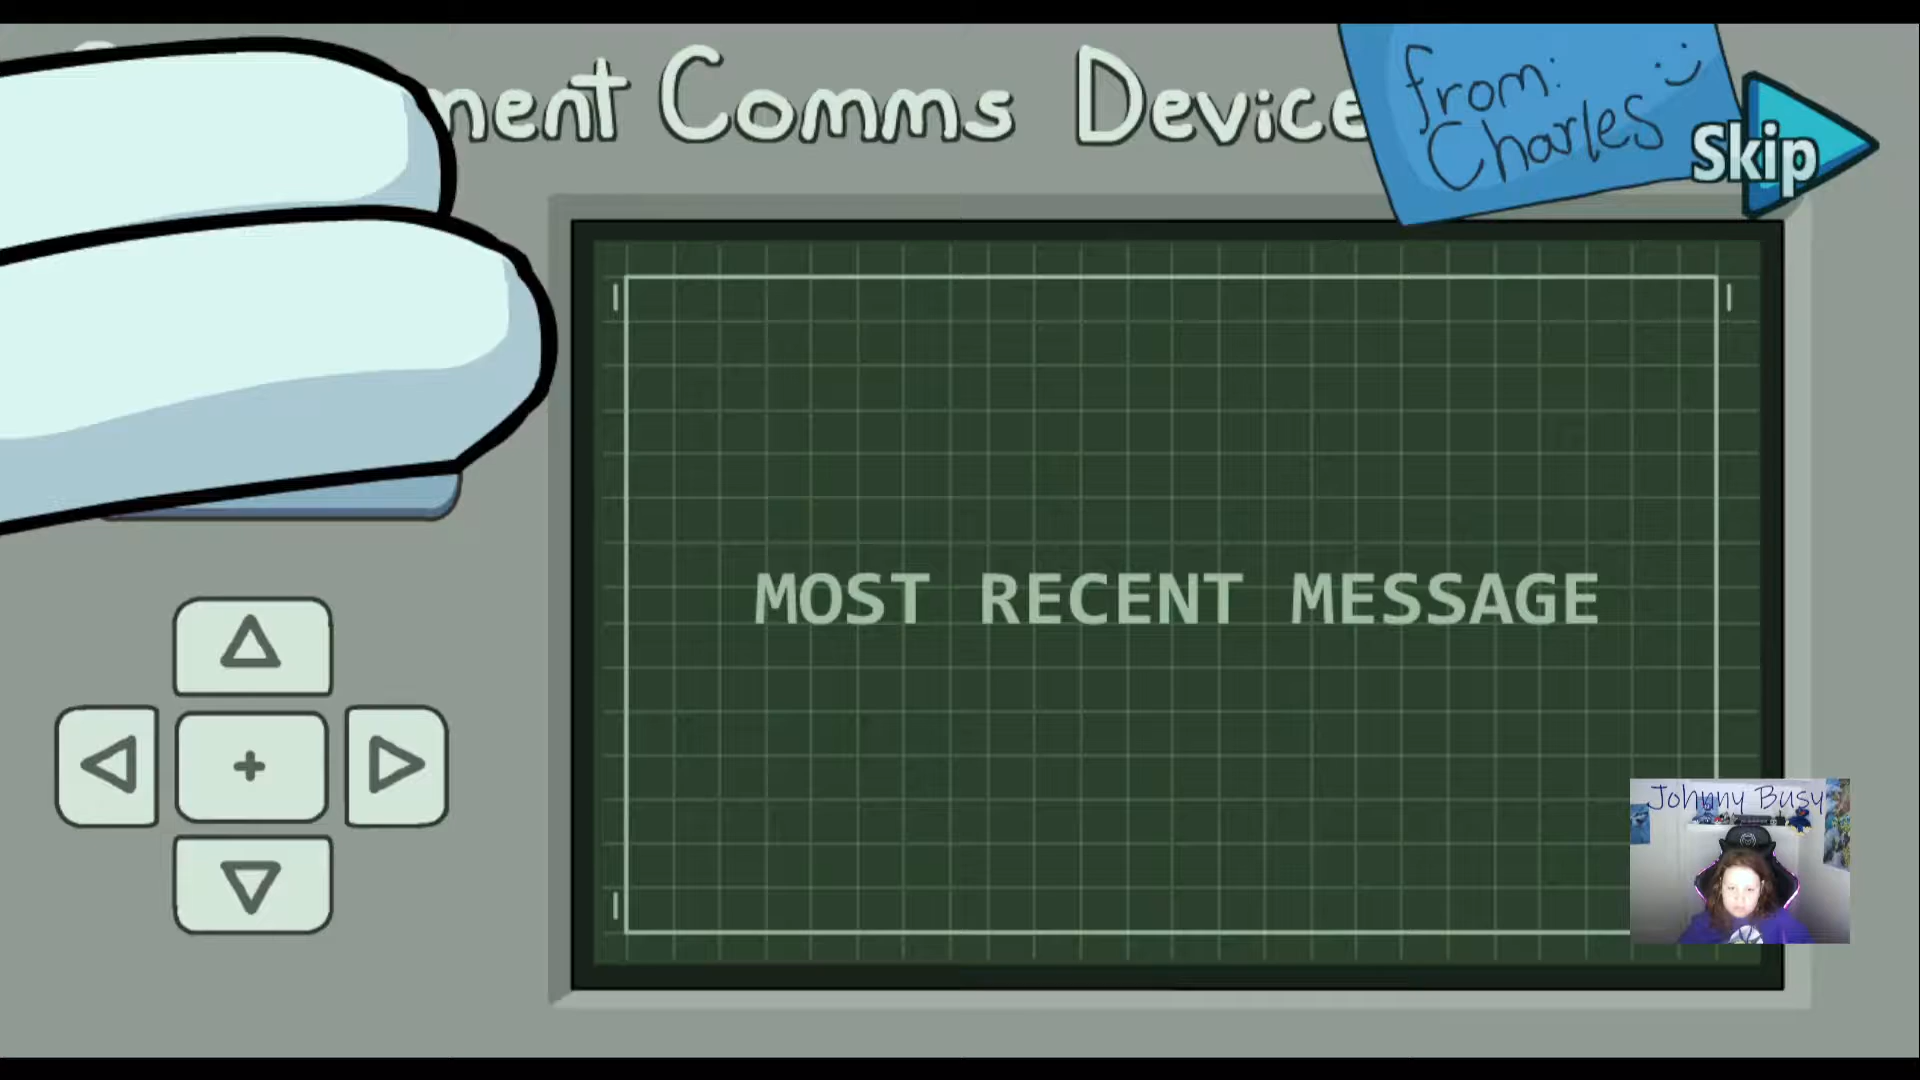 ment Comms Device
from:
Charles
Skip
MOST RECENT MESSAGE
Johnny Busy